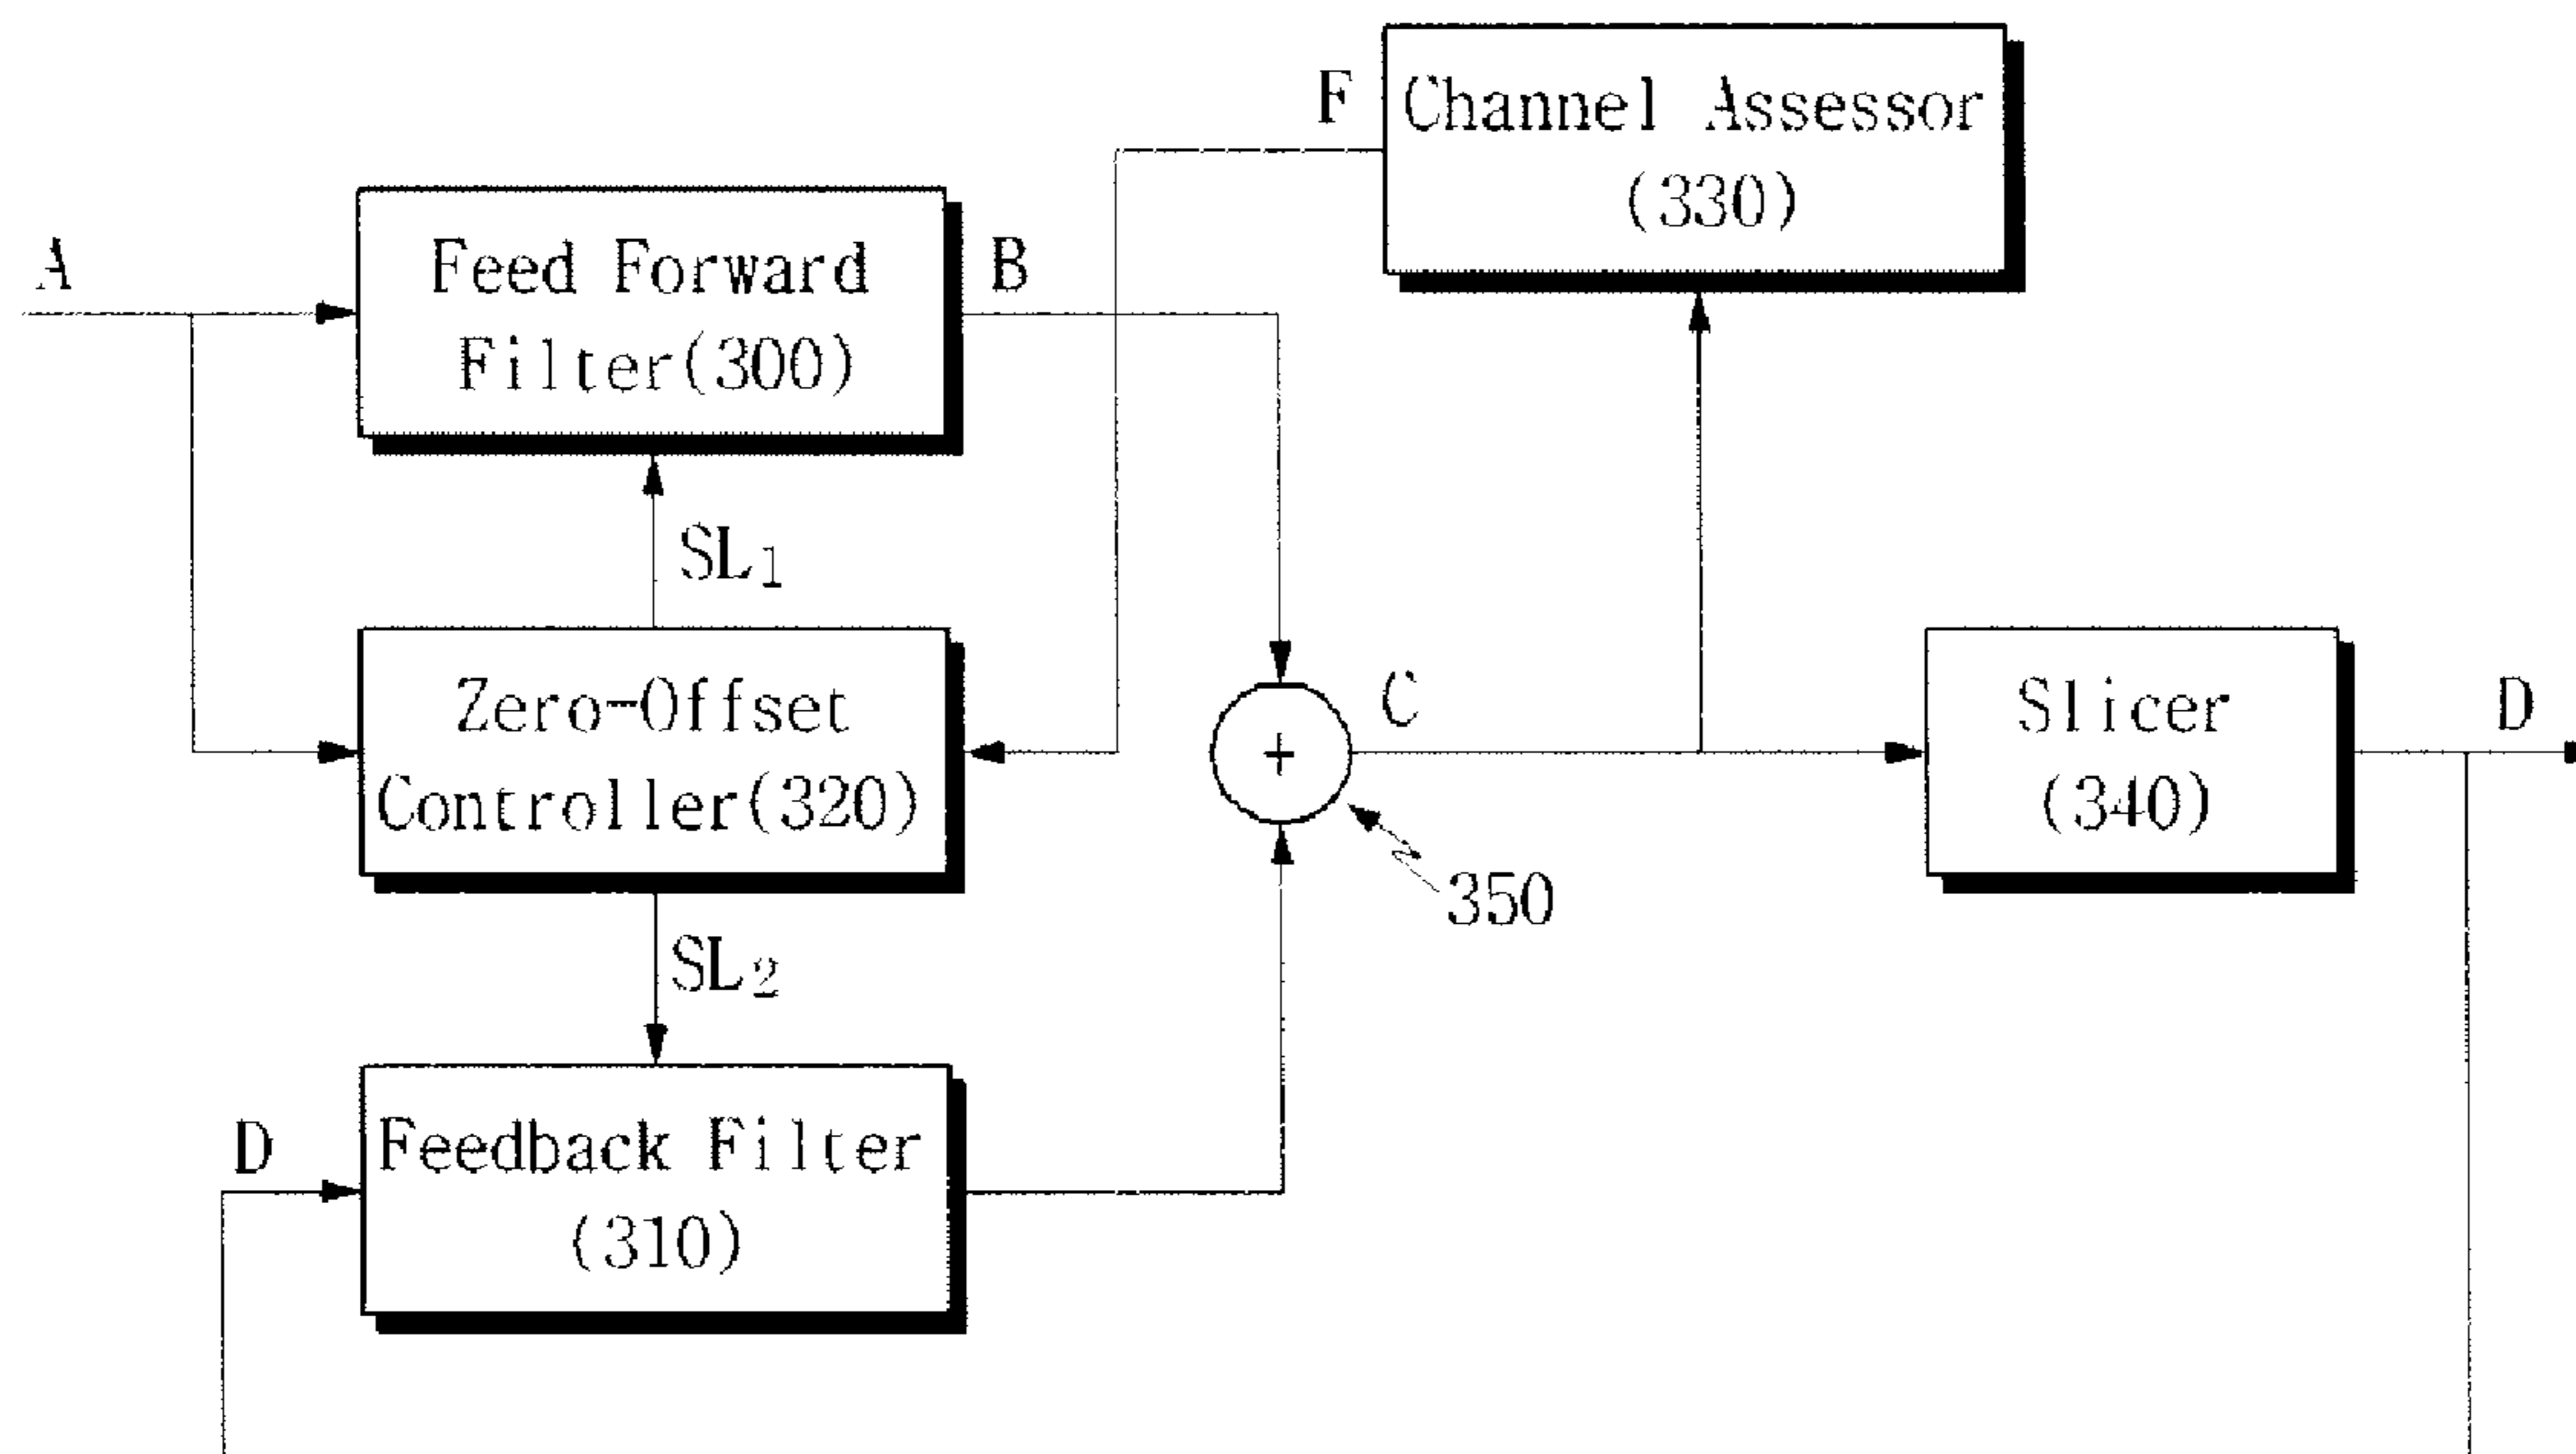 F
Channel Assessor
(330)
A
Feed Forward
Filter(300)
B
SL1
Zero-Offset
Controller(320)
C
+
350
Slicer
(340)
D
SL2
D
Feedback Filter
(310)